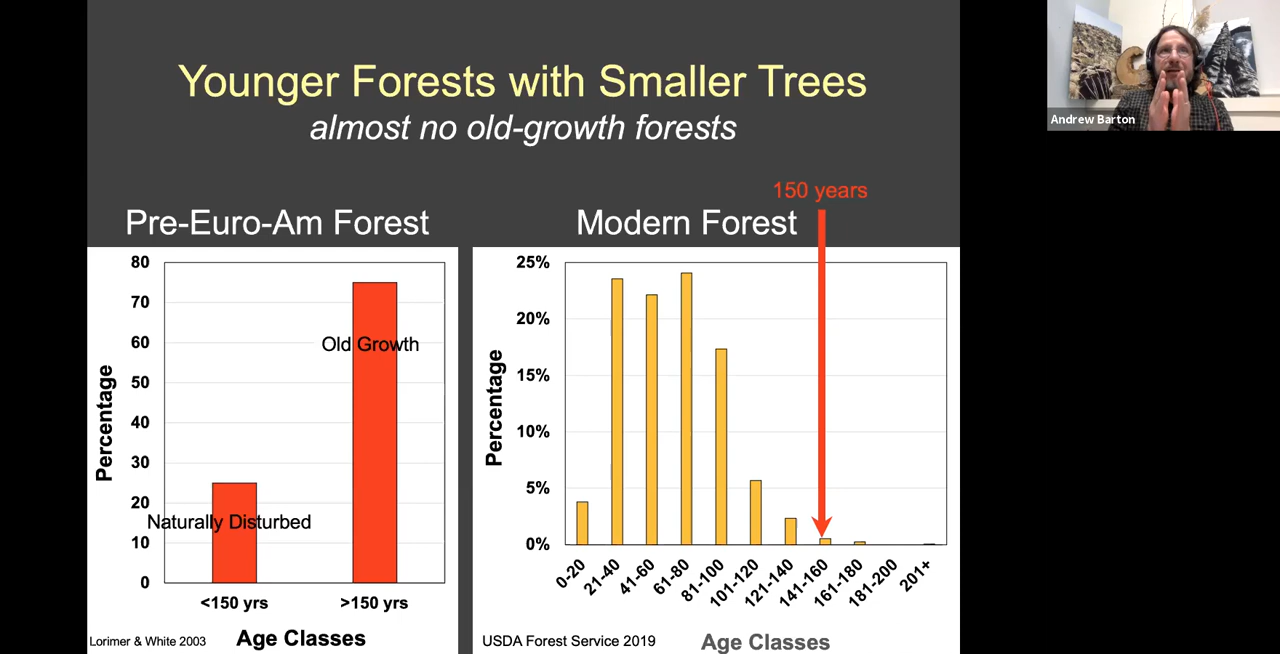 Younger Forests with Smaller Trees
almost no old-growth forests
Andrew Barton
150 years
Pre-Euro-Am Forest
Modern Forest
80
70
60
50
40
30
20
10
0
Percentage
Old Growth
Naturally Disturbed
<150 yrs
>150 yrs
Lorimer & White 2003
Age Classes
25%
20%
15%
10%
5%
0%
Percentage
0-20
21-40
41-60
61-80
81-100
101-120
121-140
141-160
161-180
181-200
201+
USDA Forest Service 2019
Age Classes